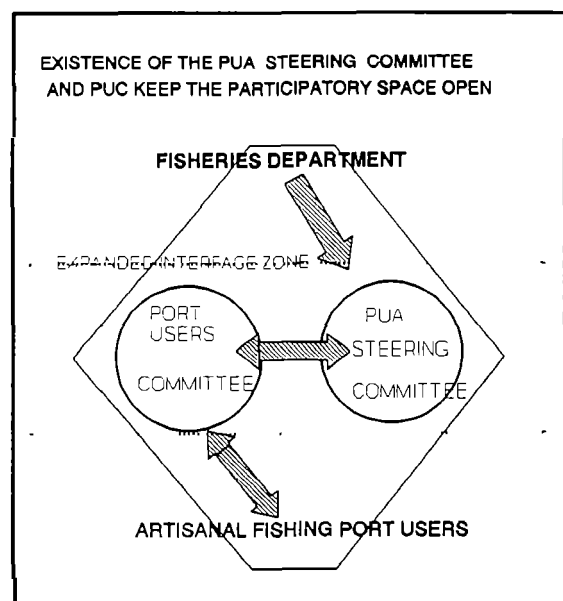 EXISTENCE OF THE PUA STEERING COMMITTEE
AND PUC KEEP THE PARTICIPATORY SPACE OPEN
FISHERIES DEPARTMENT
EXPANDED INTERFACE ZONE
PORT
USERS
COMMITTEE
PUA
STEERING
COMMITTEE
ARTISANAL FISHING PORT USERS